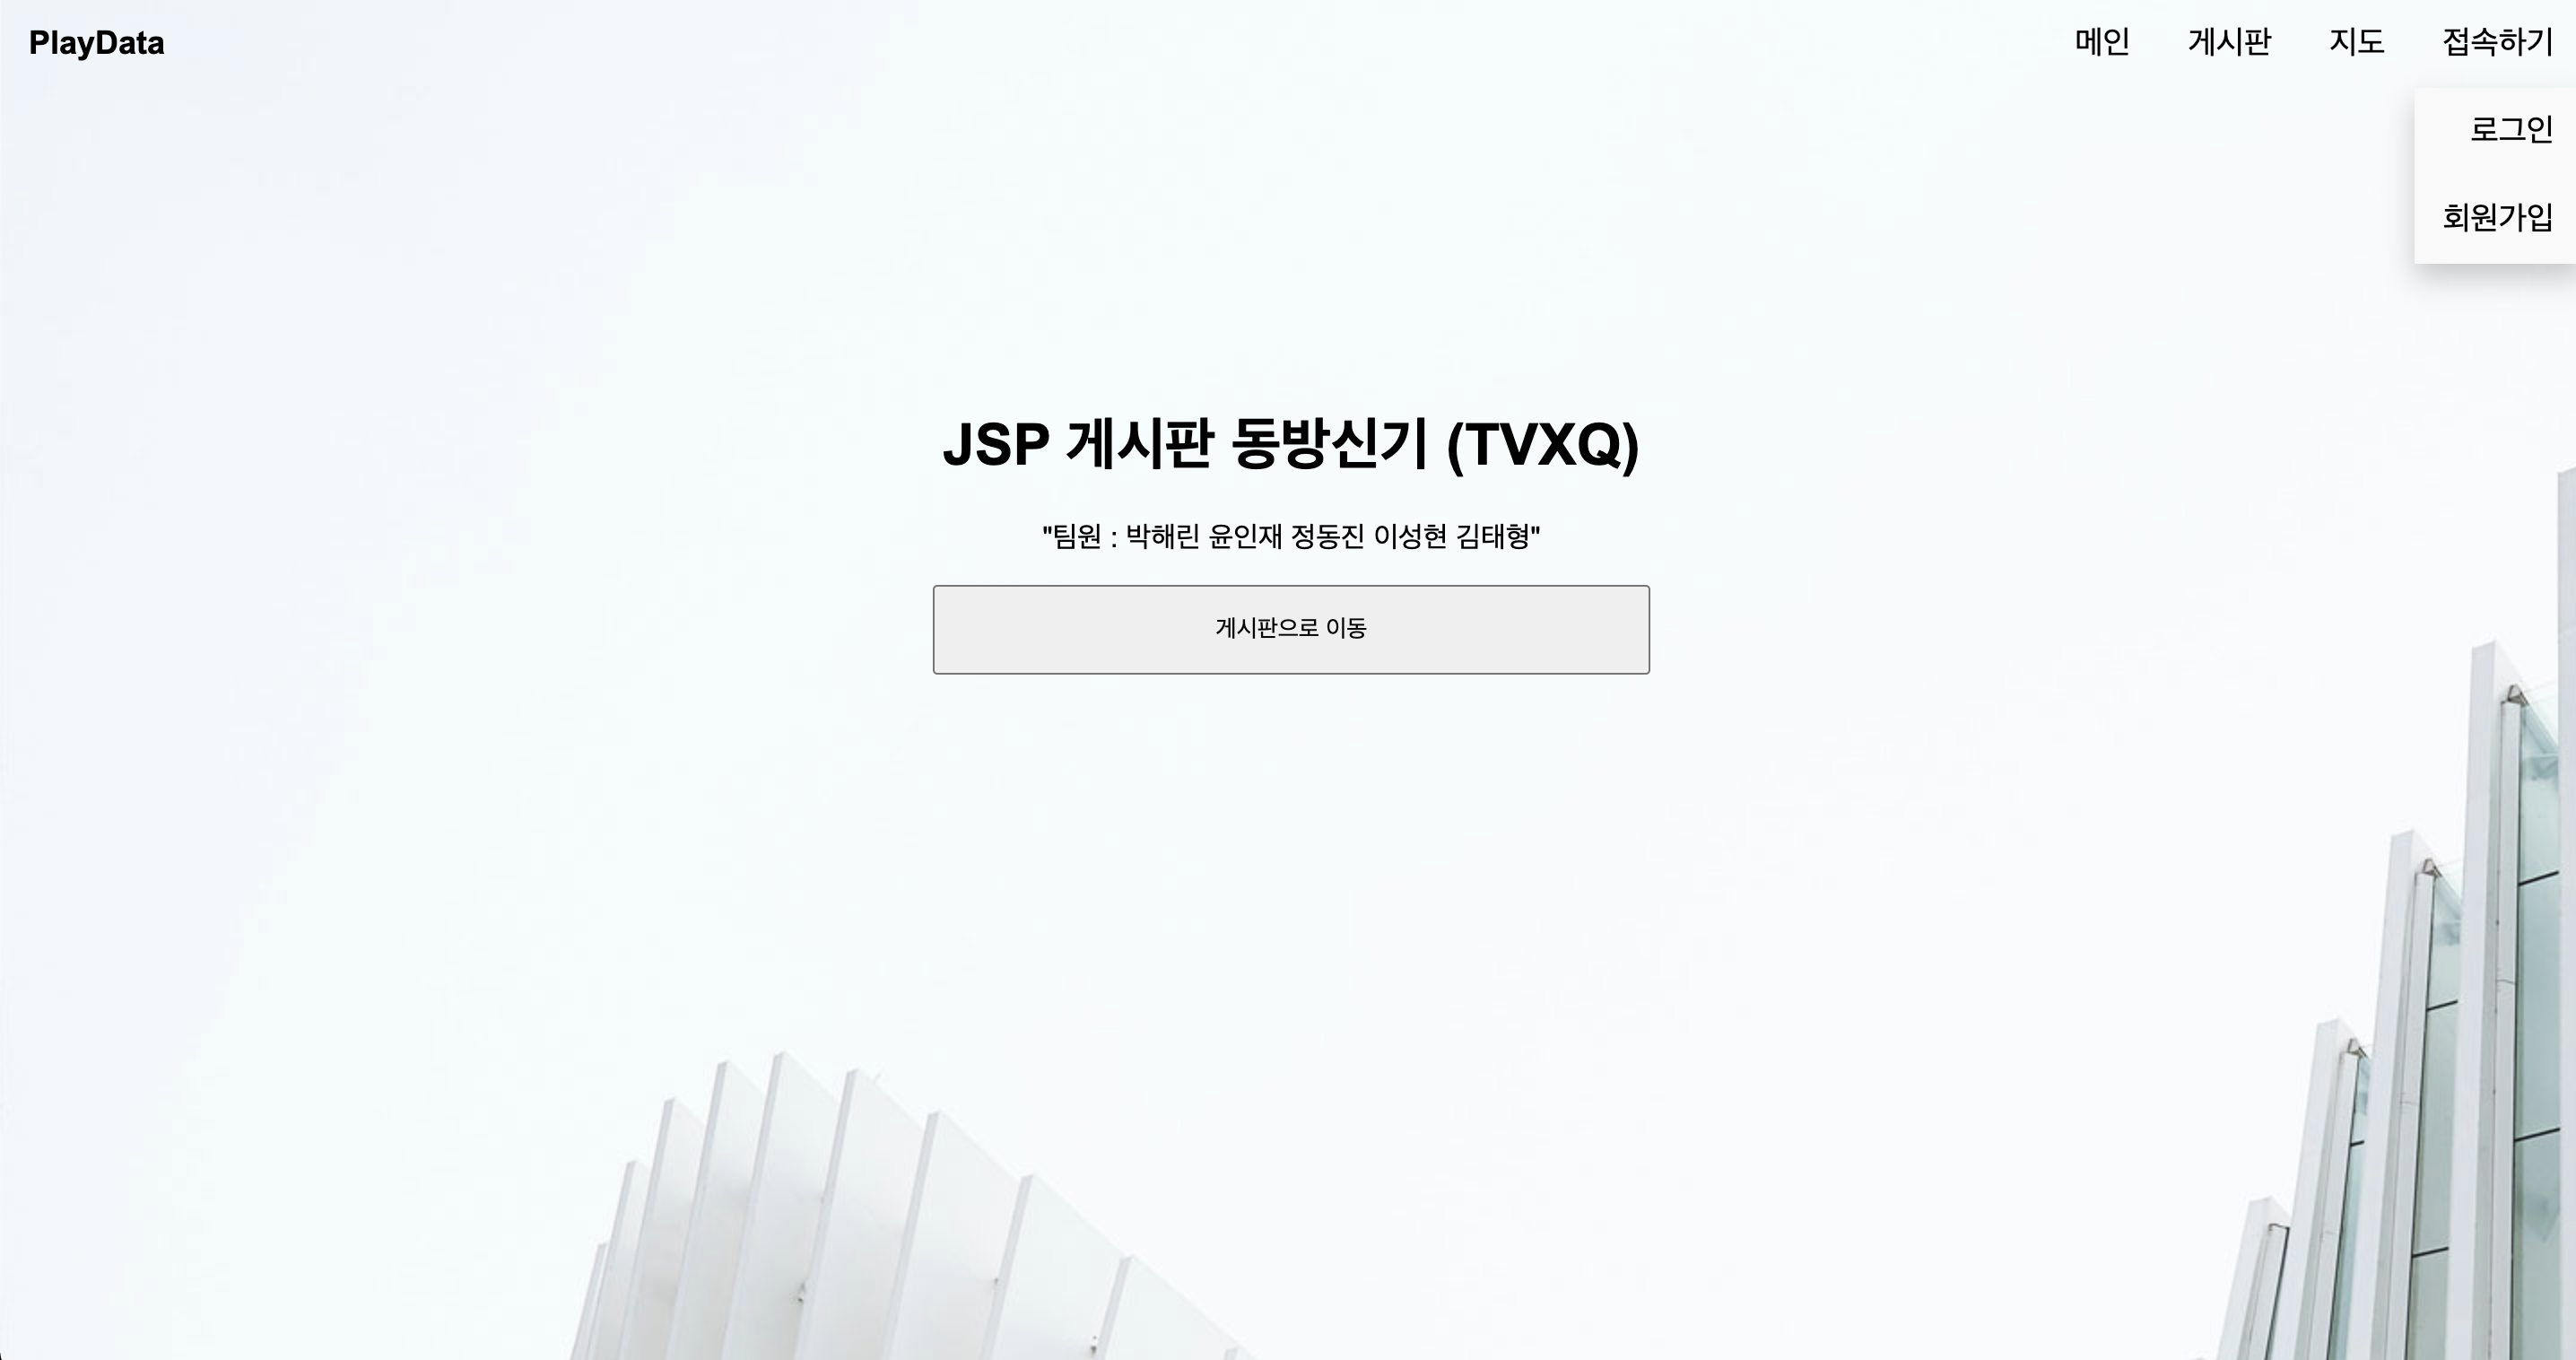 PlayData 메인 게시판 지도 접속하기
로그인
회원가입
JSP 게시판 동방신기 (TVXQ)
"팀원 : 박해린 윤인재 정동진 이성현 김태형"
게시판으로 이동